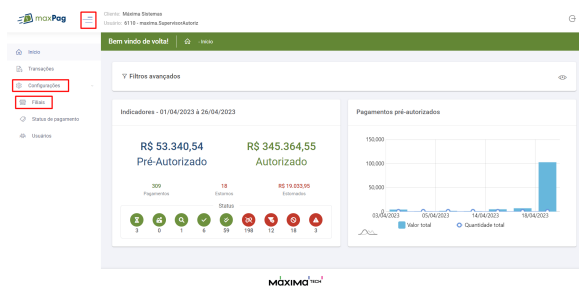 maxPag
Cliente: Máxima Sistemas
Usuário: 6110 - maxima.SupervisorAutoriz
Bem vindo de volta!
Início
Início
Transações
Configurações
Filiais
Status de pagamento
Usuários
Filtros avançados
Indicadores - 01/04/2023 à 26/04/2023
R$ 53.340,54
Pré-Autorizado
R$ 345.364,55
Autorizado
309
Pagamentos
18
Estornos
R$ 19.033,95
Estornados
Status
3 0 1 6 59 198 12 18 3
Pagamentos pré-autorizados
150,000
100,000
50,000
0
03/04/2023 05/04/2023 14/04/2023 18/04/2023
Valor total Quantidade total
MÁXIMA TECH